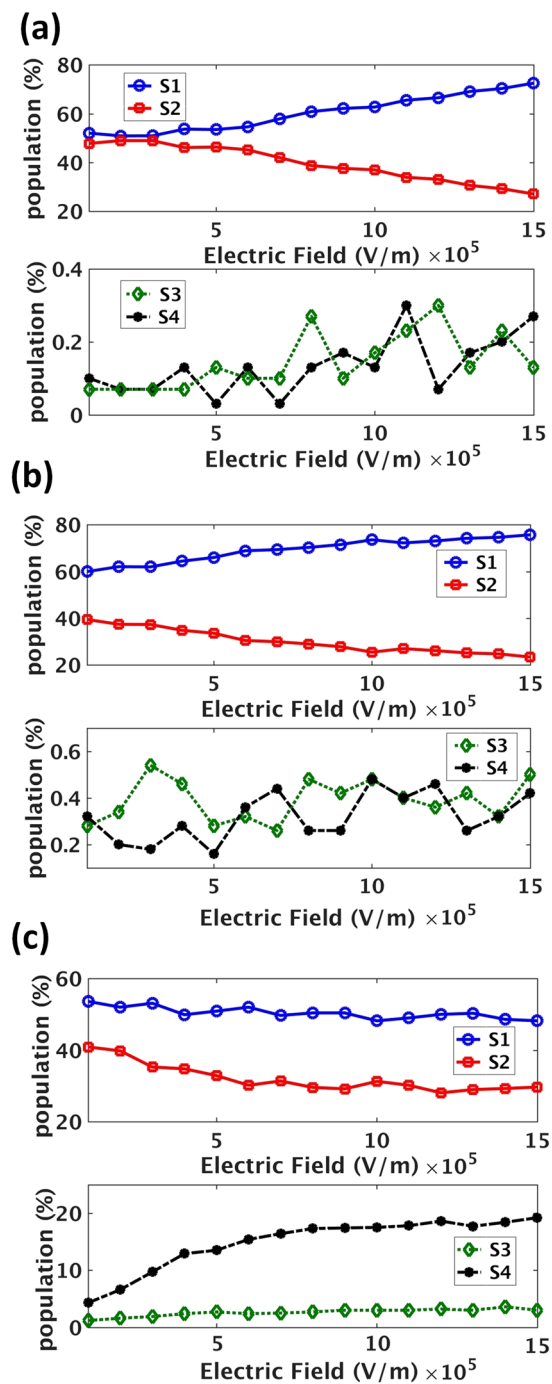 (a)
population (%)
80
60
40
20
S1
S2
5
10
15
Electric Field (V/m) ×10⁵
population (%)
0.4
0.2
0
S3
S4
5
10
15
Electric Field (V/m) ×10⁵
(b)
population (%)
80
60
40
20
S1
S2
5
10
15
Electric Field (V/m) ×10⁵
population (%)
0.6
0.4
0.2
S3
S4
5
10
15
Electric Field (V/m) ×10⁵
(c)
population (%)
60
40
20
S1
S2
5
10
15
Electric Field (V/m) ×10⁵
population (%)
20
10
0
S3
S4
5
10
15
Electric Field (V/m) ×10⁵